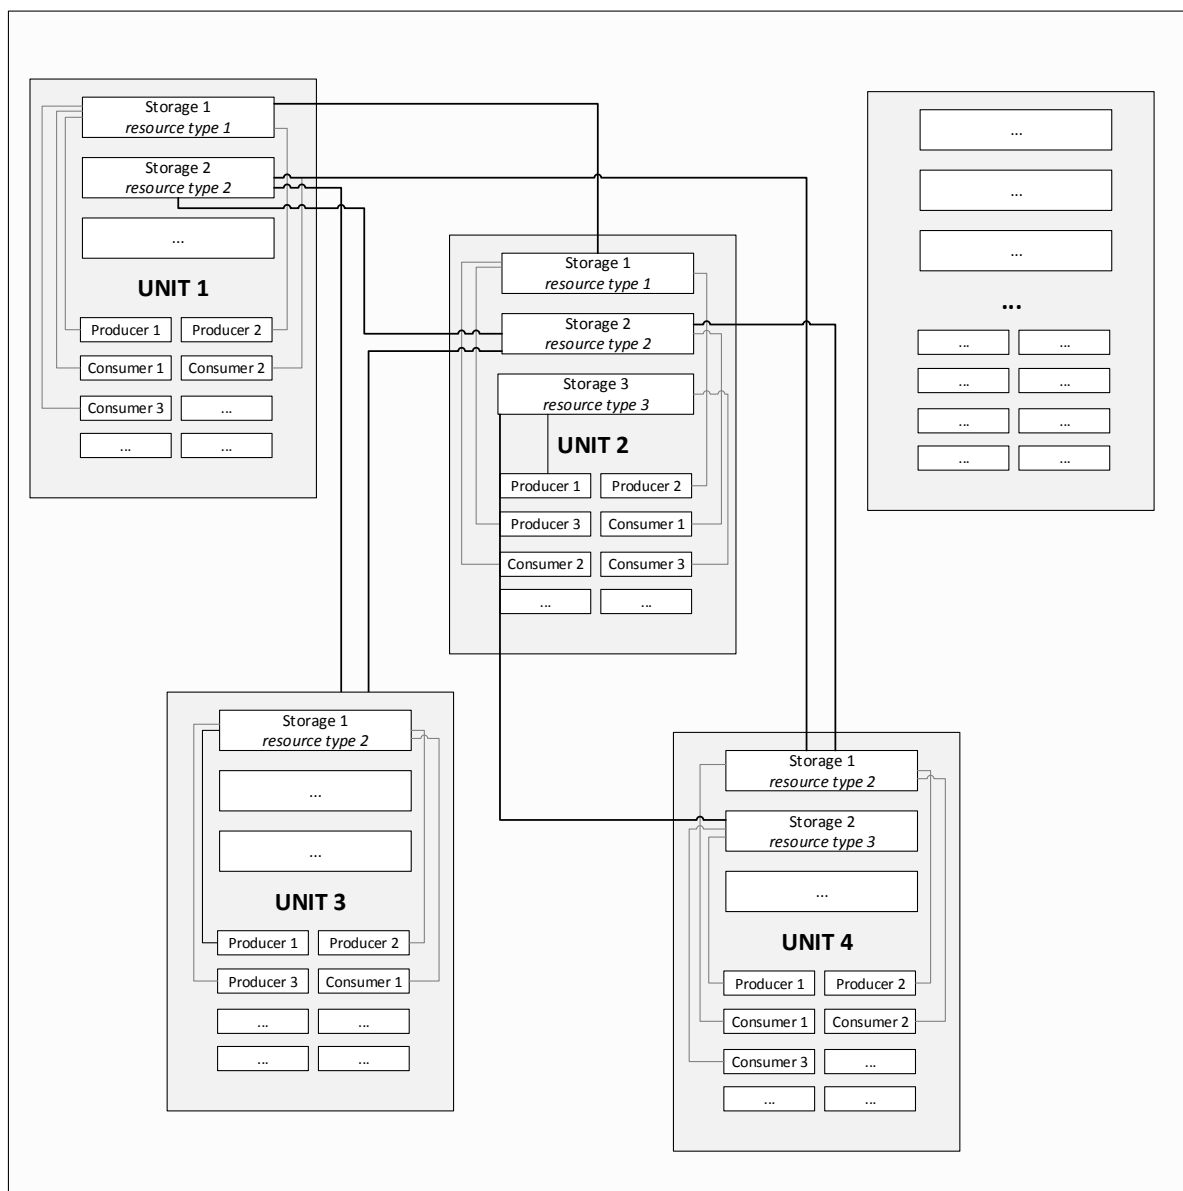 Storage 1
resource type 1
Storage 2
resource type 2
...
UNIT 1
Producer 1
Producer 2
Consumer 1
Consumer 2
Consumer 3
...
...
...
Storage 1
resource type 1
Storage 2
resource type 2
Storage 3
resource type 3
UNIT 2
Producer 1
Producer 2
Producer 3
Consumer 1
Consumer 2
Consumer 3
...
...
...
...
...
...
...
...
...
...
...
...
...
...
Storage 1
resource type 2
...
...
UNIT 3
Producer 1
Producer 2
Producer 3
Consumer 1
...
...
...
...
Storage 1
resource type 2
Storage 2
resource type 3
...
UNIT 4
Producer 1
Producer 2
Consumer 1
Consumer 2
Consumer 3
...
...
...